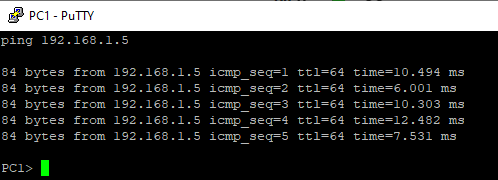 PC1 - PuTTY
ping 192.168.1.5
84 bytes from 192.168.1.5 icmp_seq=1 ttl=64 time=10.494 ms
84 bytes from 192.168.1.5 icmp_seq=2 ttl=64 time=6.001 ms
84 bytes from 192.168.1.5 icmp_seq=3 ttl=64 time=10.303 ms
84 bytes from 192.168.1.5 icmp_seq=4 ttl=64 time=12.482 ms
84 bytes from 192.168.1.5 icmp_seq=5 ttl=64 time=7.531 ms
PC1>